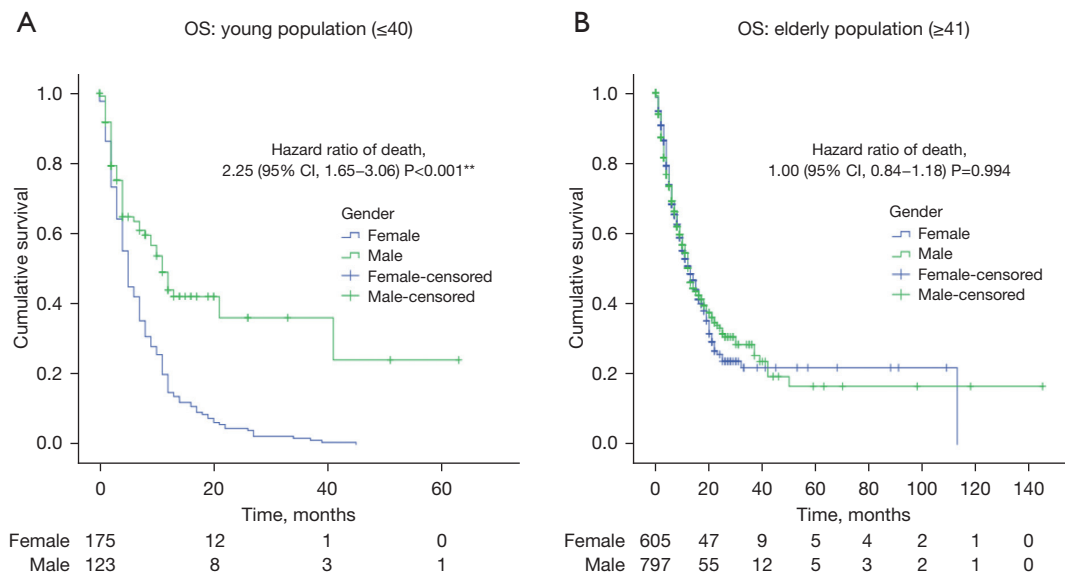 A
OS: young population (≤40)
Cumulative survival
1.0
0.8
0.6
0.4
0.2
0.0
Hazard ratio of death,
2.25 (95% CI, 1.65–3.06) P<0.001**
Gender
Female
Male
Female-censored
Male-censored
0 20 40 60
Time, months
Female 175 12 1 0
Male 123 8 3 1
B
OS: elderly population (≥41)
Cumulative survival
1.0
0.8
0.6
0.4
0.2
0.0
Hazard ratio of death,
1.00 (95% CI, 0.84–1.18) P=0.994
Gender
Female
Male
Female-censored
Male-censored
0 20 40 60 80 100 120 140
Time, months
Female 605 47 9 5 4 2 1 0
Male 797 55 12 5 3 2 1 0